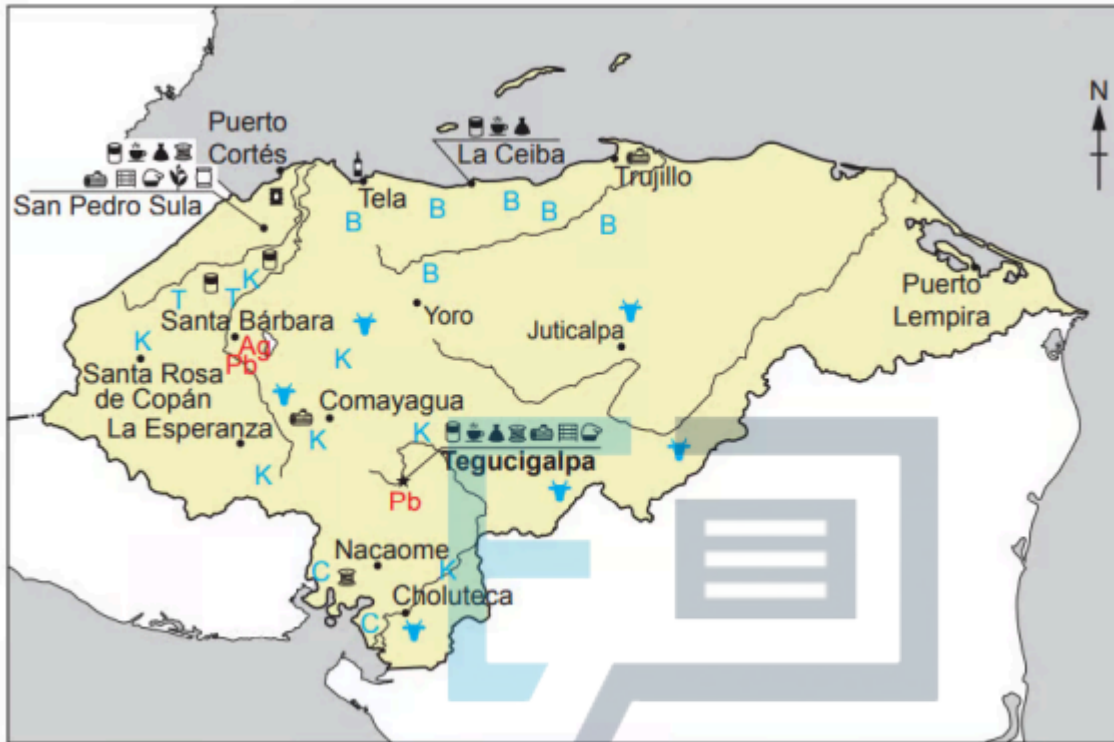 N
Puerto
Cortés
La Ceiba
Trujillo
San Pedro Sula
Tela
B
B
B
B
B
B
K
T
T
Puerto
Lempira
Yoro
Santa Bárbara
Juticalpa
K
Ag
Pb
K
Santa Rosa
de Copán
Comayagua
La Esperanza
K
K
Tegucigalpa
K
Pb
Nacaome
C
K
Choluteca
C